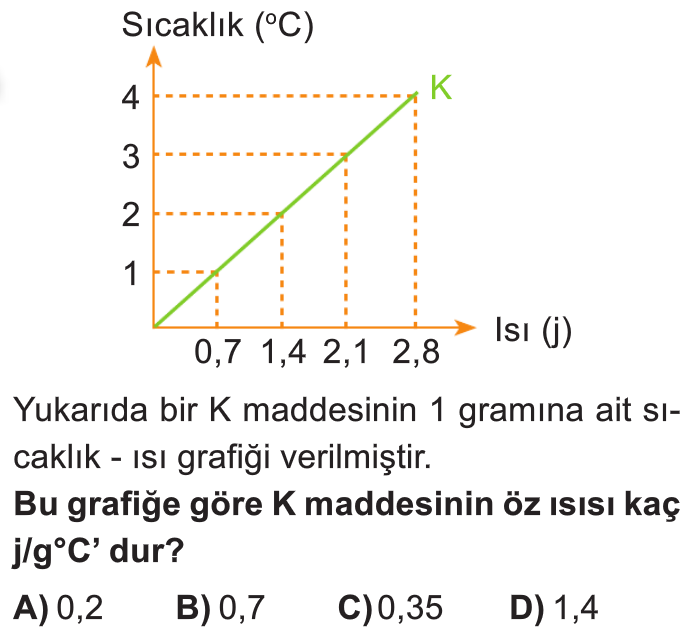 Sıcaklık (°C)
K
4
3
2
1
Isı (j)
0,7 1,4 2,1 2,8
Yukarıda bir K maddesinin 1 gramına ait sı-
caklık - ısı grafiği verilmiştir.
Bu grafiğe göre K maddesinin öz ısısı kaç
j/g°C’ dur?
A) 0,2 B) 0,7 C) 0,35 D) 1,4